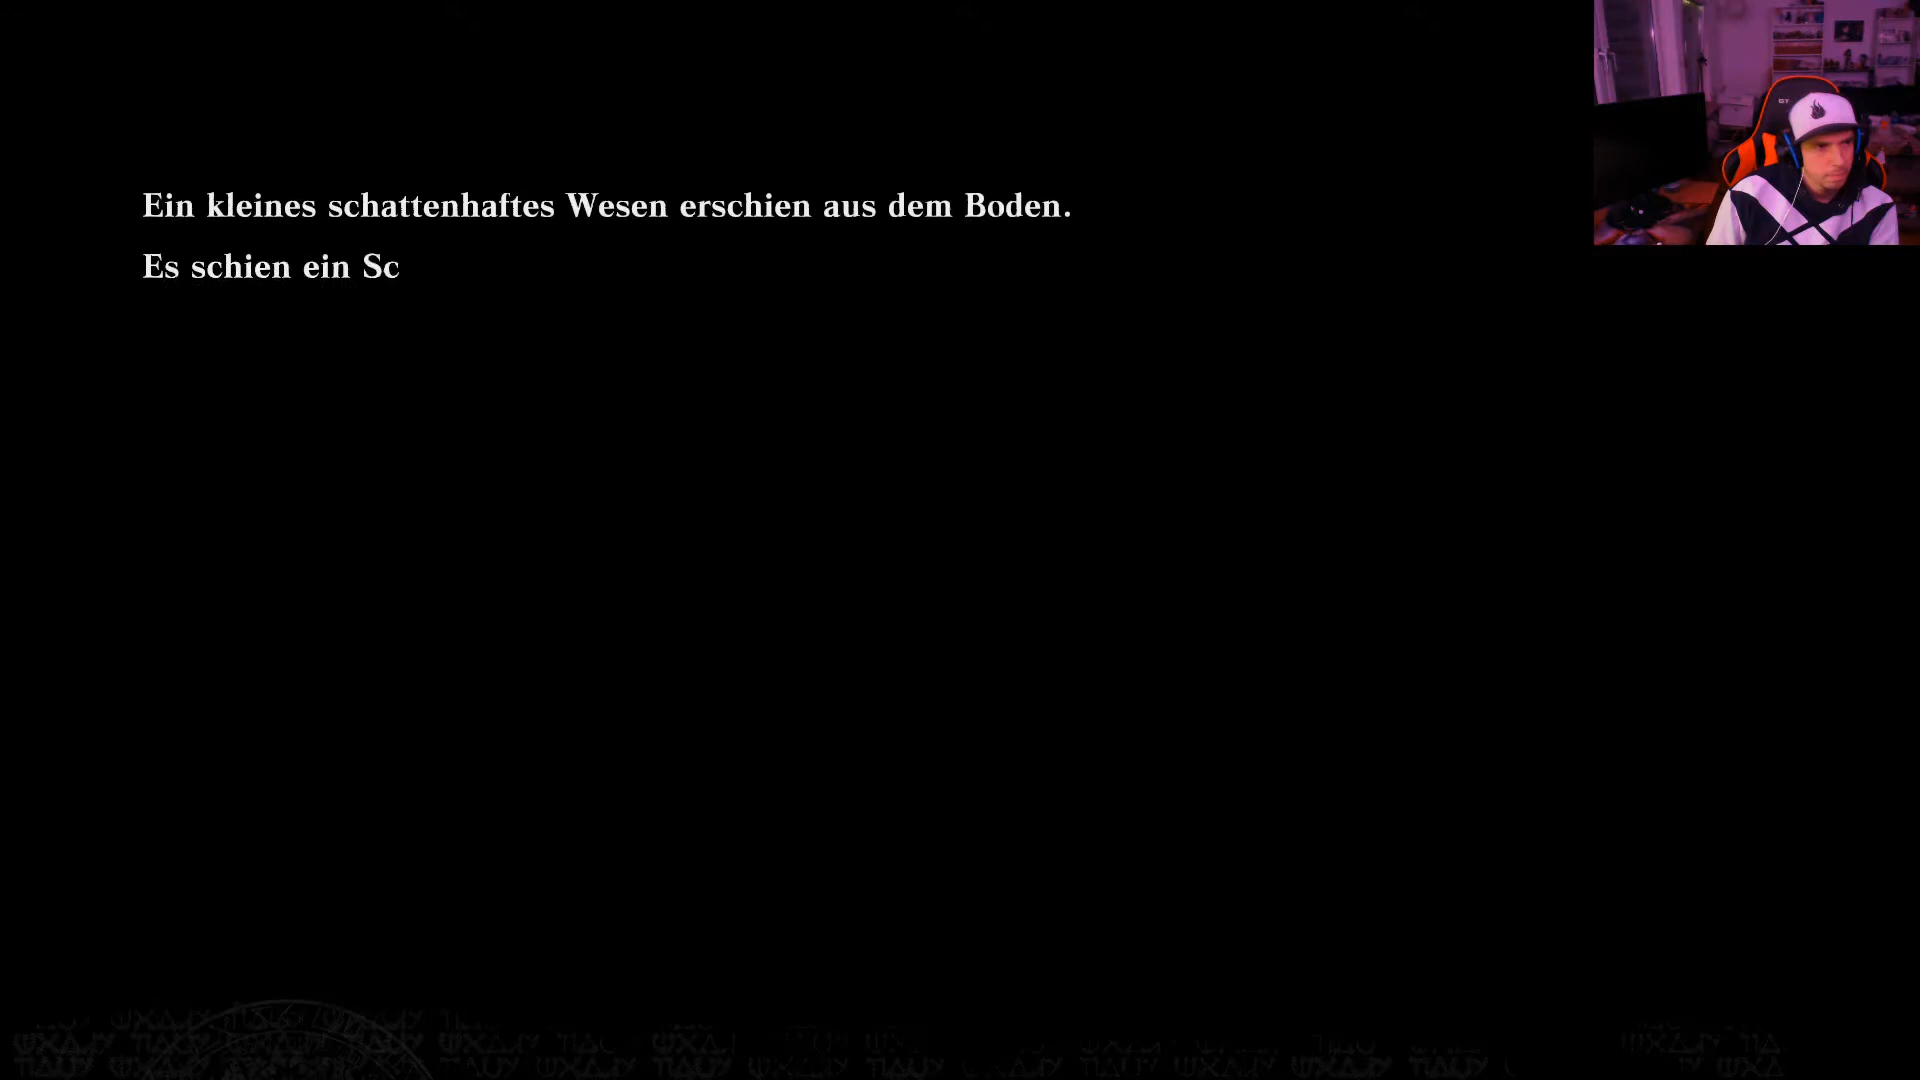 Ein kleines schattenhaftes Wesen erschien aus dem Boden.
Es schien ein Sc